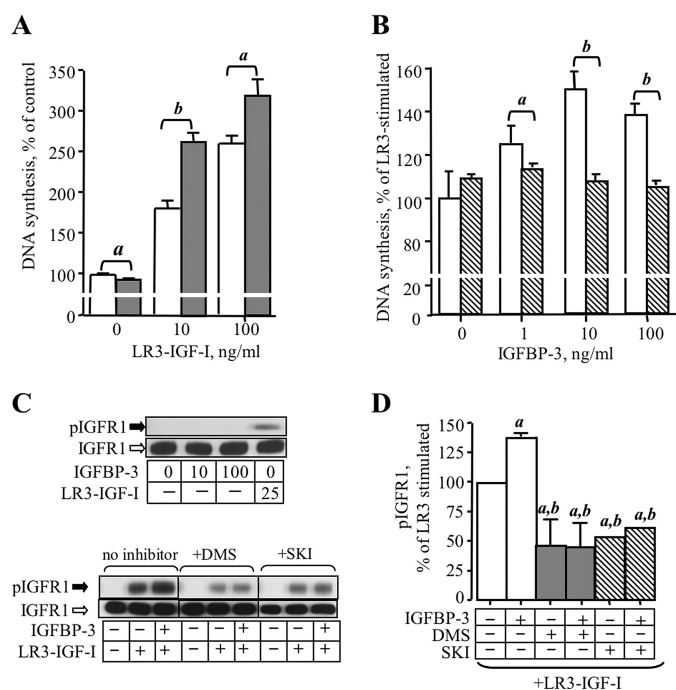 A
DNA synthesis, % of control
350
300
250
200
150
100
0
a
b
a
0 10 100
LR3-IGF-I, ng/ml
B
DNA synthesis, % of LR3-stimulated
160
140
120
100
80
20
0
a
b
b
0 1 10 100
IGFBP-3, ng/ml
C
pIGFR1
IGFR1
IGFBP-3 0 10 100 0
LR3-IGF-I – – – 25
no inhibitor +DMS +SKI
pIGFR1
IGFR1
IGFBP-3 – – + – – + – – +
LR3-IGF-I – + + – + + – + +
D
pIGFR1,
% of LR3 stimulated
150
125
100
75
50
25
0
a
a,b a,b a,b a,b
IGFBP-3 – + – + – +
DMS – – + + – –
SKI – – – – + +
+LR3-IGF-I